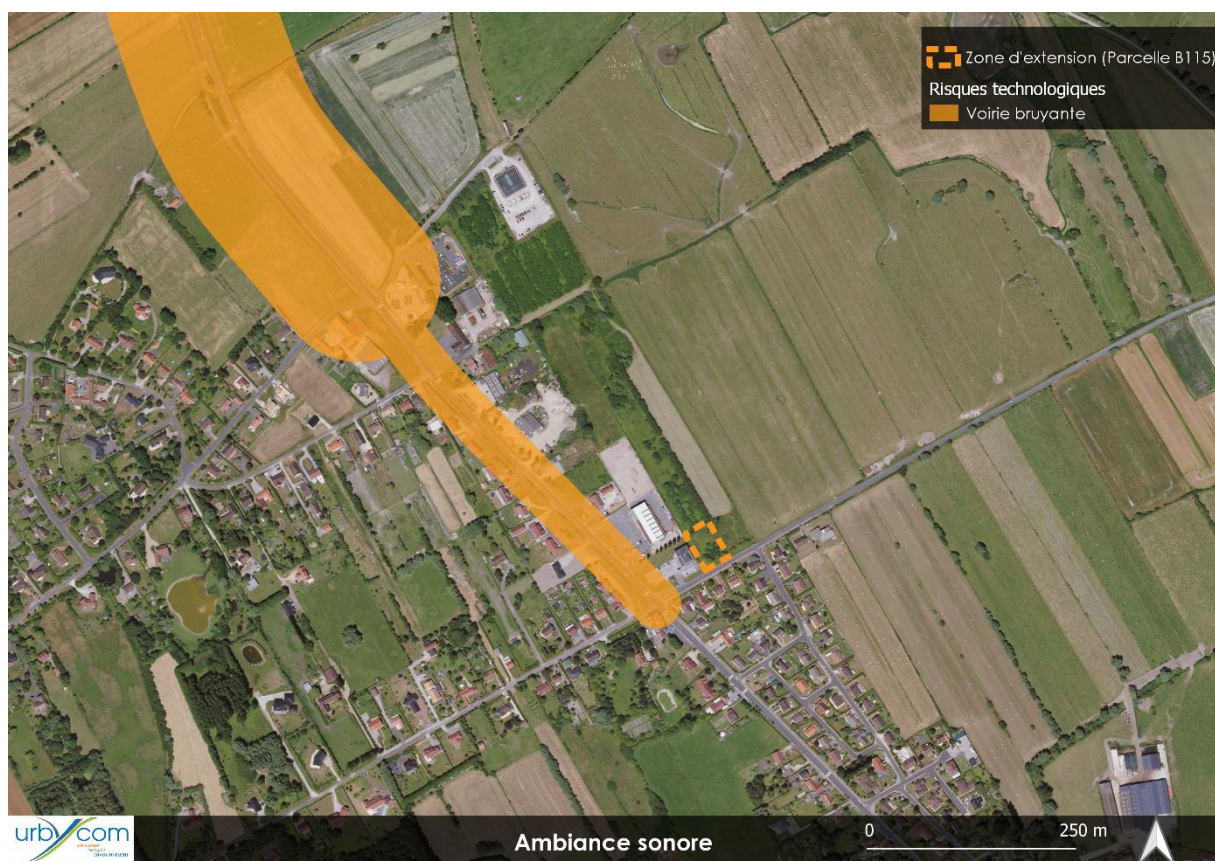 Zone d'extension (Parcelle B115)
Risques technologiques
Voirie bruyante
urbycom
Ambiance sonore
0 250 m